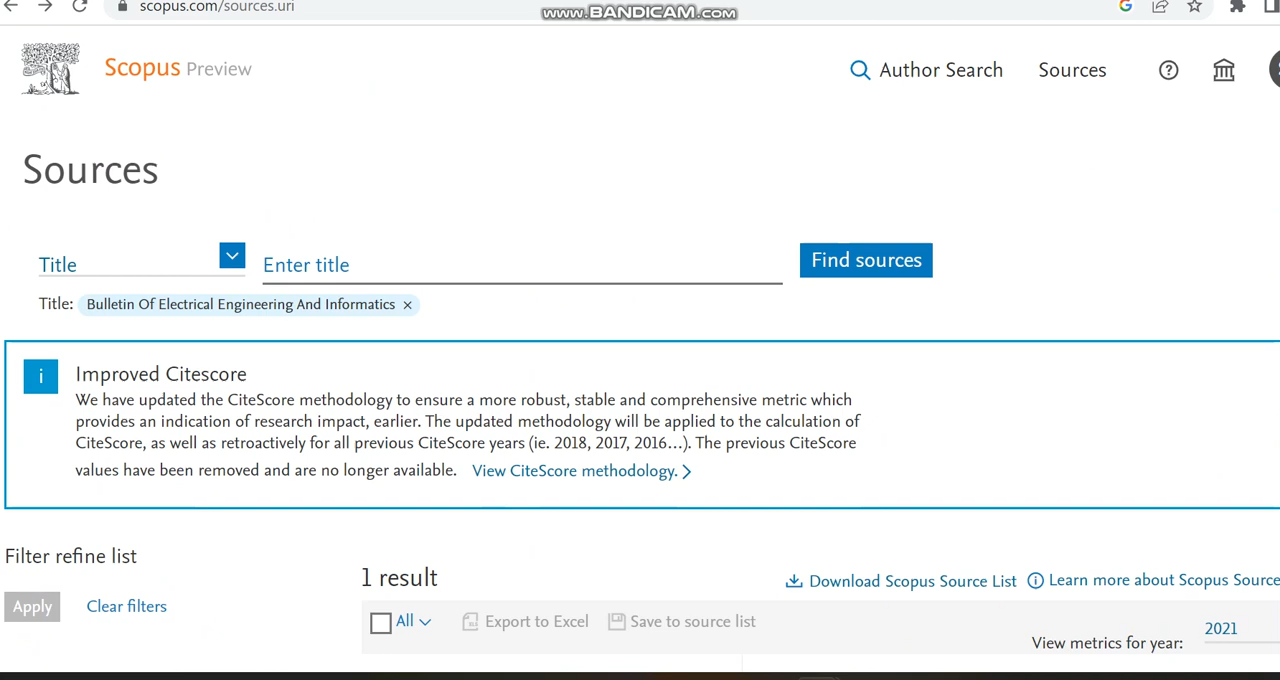 scopus.com/sources.uri
www.BANDICAM.com
Scopus Preview
Author Search
Sources
Sources
Title
Enter title
Find sources
Title: Bulletin Of Electrical Engineering And Informatics ×
i
Improved Citescore
We have updated the CiteScore methodology to ensure a more robust, stable and comprehensive metric which
provides an indication of research impact, earlier. The updated methodology will be applied to the calculation of
CiteScore, as well as retroactively for all previous CiteScore years (ie. 2018, 2017, 2016...). The previous CiteScore
values have been removed and are no longer available. View CiteScore methodology. >
Filter refine list
1 result
Download Scopus Source List
Learn more about Scopus Source
Apply
Clear filters
All
Export to Excel
Save to source list
View metrics for year:
2021